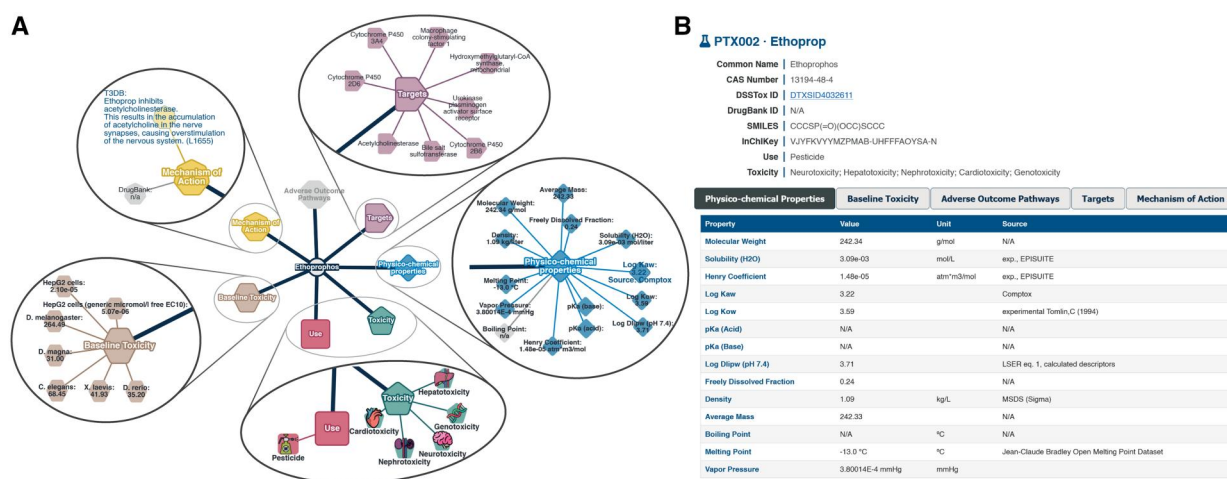 A
T3DB:
Ethoprop inhibits
acetylcholinesterase.
This results in the accumulation
of acetylcholine in the nerve
synapses, causing overstimulation
of the nervous system. (L1655)
Mechanism of
Action
DrugBank:
n/a
Cytochrome P450
3A4
Macrophage
colony-stimulating
factor 1
Hydroxymethylglutaryl-CoA
synthase,
mitochondrial
Cytochrome P450
2D6
Targets
Urokinase
plasminogen
activator surface
receptor
Acetylcholinesterase
Bile salt
sulfotransferase
Cytochrome P450
2B6
Adverse Outcome
Pathways
Mechanism of
Action
Targets
Ethoprophos
Physico-chemical
properties
Baseline Toxicity
Use
Toxicity
Average Mass:
242.33
Molecular Weight:
242.34 g/mol
Freely Dissolved Fraction:
0.24
Density:
1.09 kg/liter
Solubility (H2O):
3.09e-03 mol/liter
Physico-chemical
properties
Log Kaw:
3.22
Source: Comptox
Melting Point:
-13.0 °C
Log Kow:
3.59
Vapor Pressure:
3.80014E-4 mmHg
pKa (base):
pKa (acid):
Log Dlipw (pH 7.4):
3.71
Boiling Point:
n/a
Henry Coefficient:
1.48e-05 atm*m3/mol
HepG2 cells:
2.10e-05
HepG2 cells (generic micromol/l free EC10):
5.07e-06
D. melanogaster:
264.49
Baseline Toxicity
D. magna:
31.00
C. elegans:
68.45
X. laevis:
41.93
D. rerio:
35.20
Toxicity
Hepatotoxicity
Use
Cardiotoxicity
Genotoxicity
Pesticide
Neurotoxicity
Nephrotoxicity
B
PTX002 · Ethoprop
Common Name Ethoprophos
CAS Number 13194-48-4
DSSTox ID DTXSID4032611
DrugBank ID N/A
SMILES CCCSP(=O)(OCC)SCCC
InChIKey VJYFKVYYMZPMAB-UHFFFAOYSA-N
Use Pesticide
Toxicity Neurotoxicity; Hepatotoxicity; Nephrotoxicity; Cardiotoxicity; Genotoxicity
Physico-chemical Properties Baseline Toxicity Adverse Outcome Pathways Targets Mechanism of Action
Property Value Unit Source
Molecular Weight 242.34 g/mol N/A
Solubility (H2O) 3.09e-03 mol/L exp., EPISUITE
Henry Coefficient 1.48e-05 atm*m3/mol exp., EPISUITE
Log Kaw 3.22 Comptox
Log Kow 3.59 experimental Tomlin,C (1994)
pKa (Acid) N/A N/A
pKa (Base) N/A N/A
Log Dlipw (pH 7.4) 3.71 LSER eq. 1, calculated descriptors
Freely Dissolved Fraction 0.24 N/A
Density 1.09 kg/L MSDS (Sigma)
Average Mass 242.33 N/A
Boiling Point N/A ºC N/A
Melting Point -13.0 °C ºC Jean-Claude Bradley Open Melting Point Dataset
Vapor Pressure 3.80014E-4 mmHg mmHg